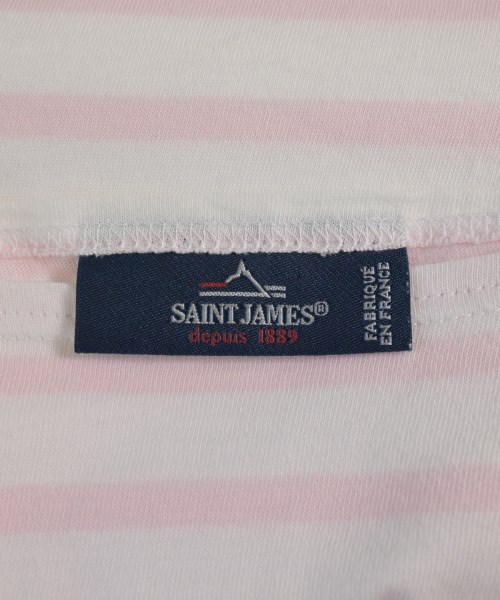 SAINT JAMES®
depuis 1889
FABRIQUÉ
EN FRANCE